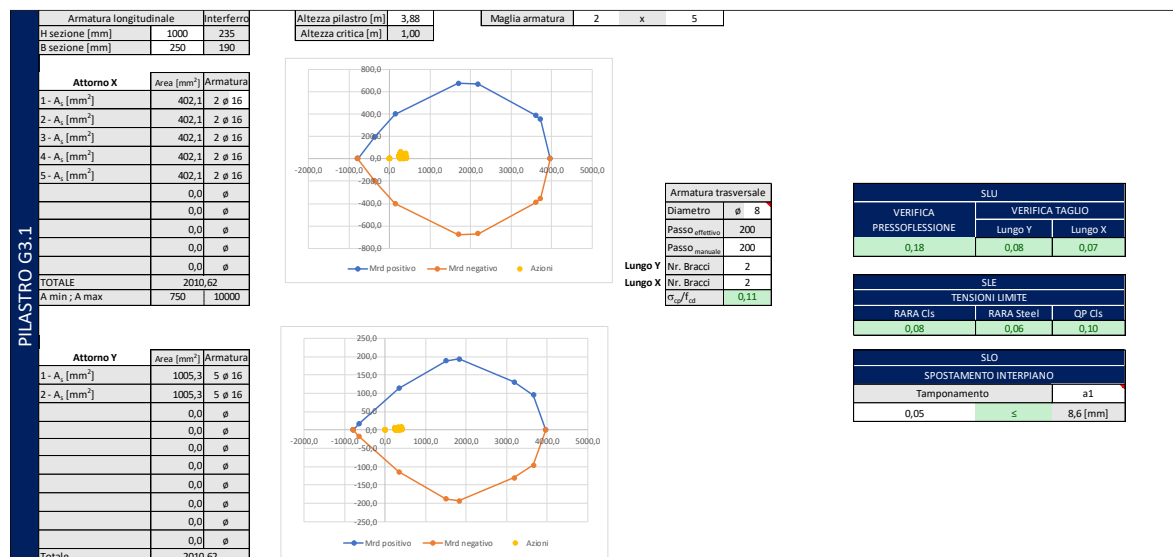 PILASTRO G3.1
Armatura longitudinale Interferro
H sezione [mm] 1000 235
B sezione [mm] 250 190
Altezza pilastro [m] 3,88
Altezza critica [m] 1,00
Maglia armatura 2 x 5
Attorno X Area [mm²] Armatura
1 - As [mm²] 402,1 2 ø 16
2 - As [mm²] 402,1 2 ø 16
3 - As [mm²] 402,1 2 ø 16
4 - As [mm²] 402,1 2 ø 16
5 - As [mm²] 402,1 2 ø 16
0,0 ø
0,0 ø
0,0 ø
0,0 ø
0,0 ø
TOTALE 2010,62
A min ; A max 750 10000
800,0
600,0
400,0
200,0
0,0
-2000,0 -1000,0 0,0 1000,0 2000,0 3000,0 4000,0 5000,0
-200,0
-400,0
-600,0
-800,0
Mrd positivo Mrd negativo Azioni
Armatura trasversale
Diametro ø 8
Passo effettivo 200
Passo manuale 200
Lungo Y Nr. Bracci 2
Lungo X Nr. Bracci 2
σcp/fcd 0,11
SLU
VERIFICA PRESSOFLESSIONE VERIFICA TAGLIO
Lungo Y Lungo X
0,18 0,08 0,07
SLE
TENSIONI LIMITE
RARA Cls RARA Steel QP Cls
0,08 0,06 0,10
SLO
SPOSTAMENTO INTERPIANO
Tamponamento a1
0,05 ≤ 8,6 [mm]
Attorno Y Area [mm²] Armatura
1 - As [mm²] 1005,3 5 ø 16
2 - As [mm²] 1005,3 5 ø 16
0,0 ø
0,0 ø
0,0 ø
0,0 ø
0,0 ø
0,0 ø
0,0 ø
0,0 ø
Totale 2010,62
250,0
200,0
150,0
100,0
50,0
0,0
-2000,0 -1000,0 0,0 1000,0 2000,0 3000,0 4000,0 5000,0
-50,0
-100,0
-150,0
-200,0
-250,0
Mrd positivo Mrd negativo Azioni